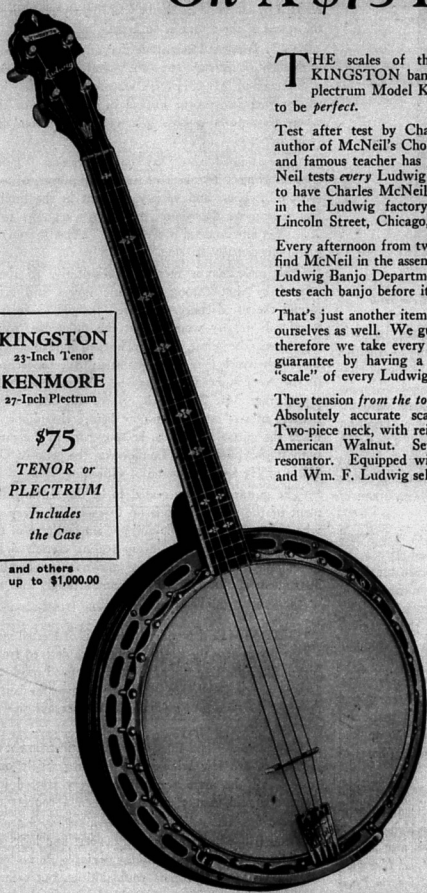 On A $75
THE scales of th
KINGSTON ban
plectrum Model K
to be perfect.
Test after test by Cha
author of McNeil's Cho
and famous teacher has
Neil tests every Ludwig
to have Charles McNeil
in the Ludwig factory
Lincoln Street, Chicago,
Every afternoon from tw
find McNeil in the assem
Ludwig Banjo Departm
tests each banjo before it
That's just another item
ourselves as well. We gu
therefore we take every
guarantee by having a
"scale" of every Ludwig
They tension from the to
Absolutely accurate sca
Two-piece neck, with rei
American Walnut. Se
resonator. Equipped wi
and Wm. F. Ludwig sel
KINGSTON
23-Inch Tenor
KENMORE
27-Inch Plectrum
$75
TENOR or
PLECTRUM
Includes
the Case
and others
up to $1,000.00
Ludwig